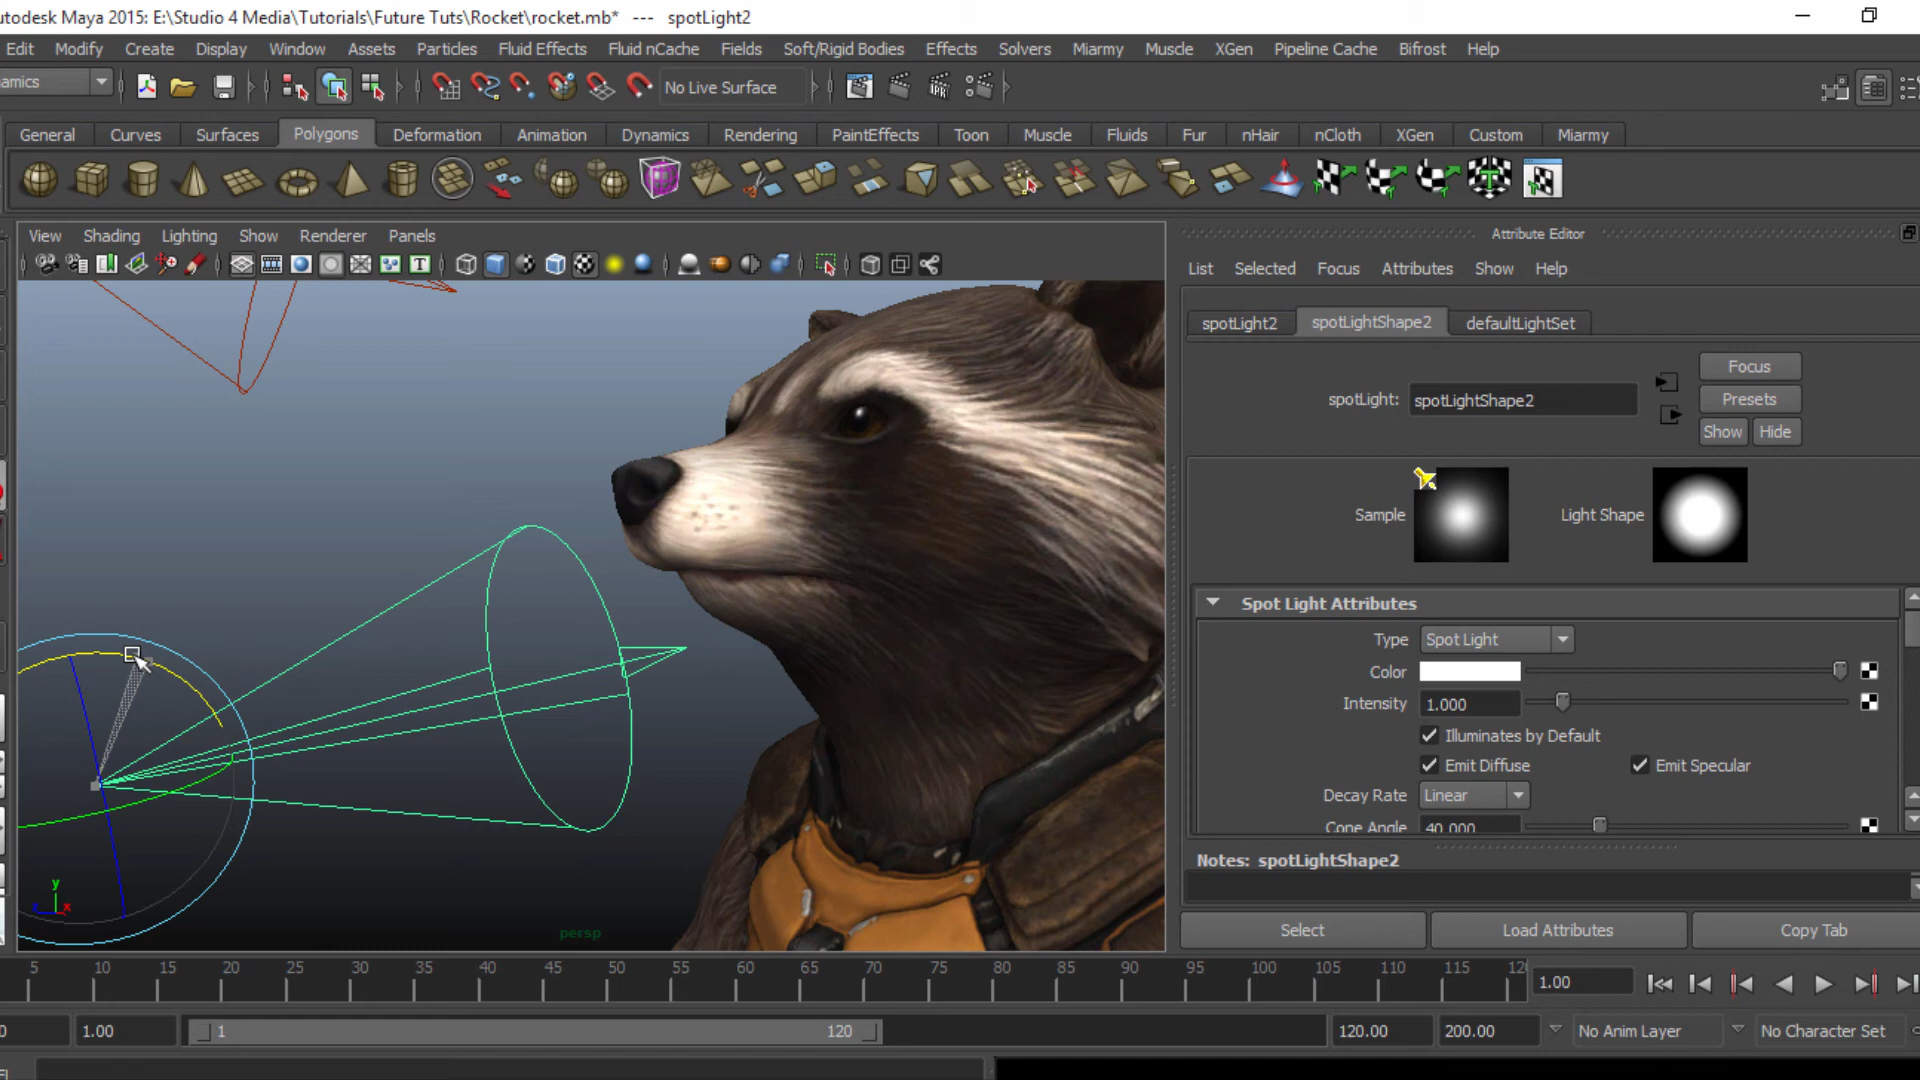 utodesk Maya 2015: E:\Studio 4 Media\Tutorials\Future Tuts\Rocket\rocket.mb* --- spotLight2
Edit Modify Create Display Window Assets Particles Fluid Effects Fluid nCache Fields Soft/Rigid Bodies Effects Solvers Miarmy Muscle XGen Pipeline Cache Bifrost Help
amics No Live Surface IPR
General Curves Surfaces Polygons Deformation Animation Dynamics Rendering PaintEffects Toon Muscle Fluids Fur nHair nCloth XGen Custom Miarmy
View Shading Lighting Show Renderer Panels
Attribute Editor
List Selected Focus Attributes Show Help
spotLight2 spotLightShape2 defaultLightSet
Focus
spotLight: spotLightShape2
Presets
Show Hide
Sample Light Shape
Spot Light Attributes
Type Spot Light
Color
Intensity 1.000
Illuminates by Default
Emit Diffuse Emit Specular
Decay Rate Linear
Cone Angle 40.000
Notes: spotLightShape2
Select Load Attributes Copy Tab
y
x
persp
5 10 15 20 25 30 35 40 45 50 55 60 65 70 75 80 85 90 95 100 105 110 115 12
1.00
0 1.00 1 120 120.00 200.00 No Anim Layer No Character Set